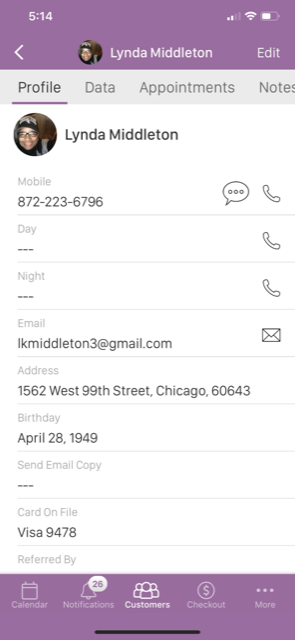 5:14
Lynda Middleton Edit
Profile Data Appointments Notes
Lynda Middleton
Mobile
872-223-6796
Day
---
Night
---
Email
lkmiddleton3@gmail.com
Address
1562 West 99th Street, Chicago, 60643
Birthday
April 28, 1949
Send Email Copy
---
Card On File
Visa 9478
Referred By
26
Calendar Notifications Customers Checkout More